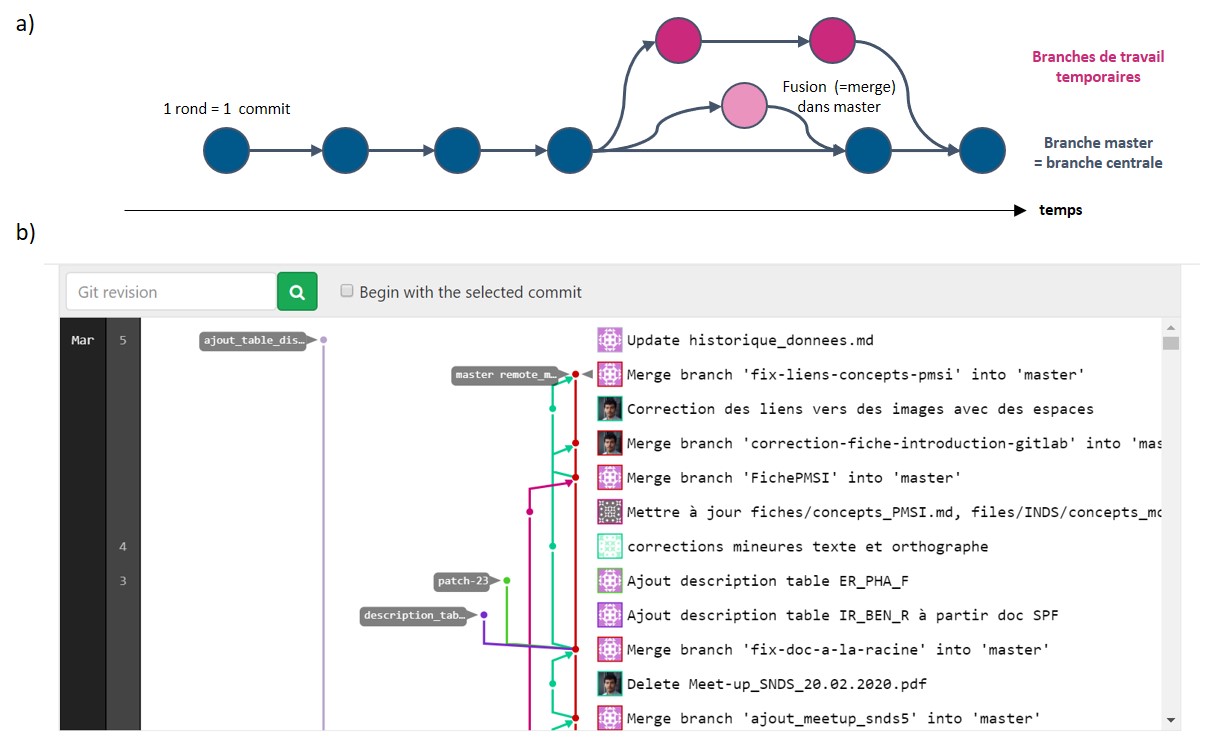 a)
Branches de travail
temporaires
1 rond = 1 commit
Fusion (=merge)
dans master
Branche master
= branche centrale
temps
b)
Git revision
Begin with the selected commit
Mar 5 ajout_table_dis… Update historique_donnees.md
master remote_m… Merge branch 'fix-liens-concepts-pmsi' into 'master'
Correction des liens vers des images avec des espaces
Merge branch 'correction-fiche-introduction-gitlab' into 'mas
Merge branch 'FichePMSI' into 'master'
Mettre à jour fiches/concepts_PMSI.md, files/INDS/concepts_mc
4 corrections mineures texte et orthographe
3 patch-23 Ajout description table ER_PHA_F
description_tab… Ajout description table IR_BEN_R à partir doc SPF
Merge branch 'fix-doc-a-la-racine' into 'master'
Delete Meet-up_SNDS_20.02.2020.pdf
Merge branch 'ajout_meetup_snds5' into 'master'